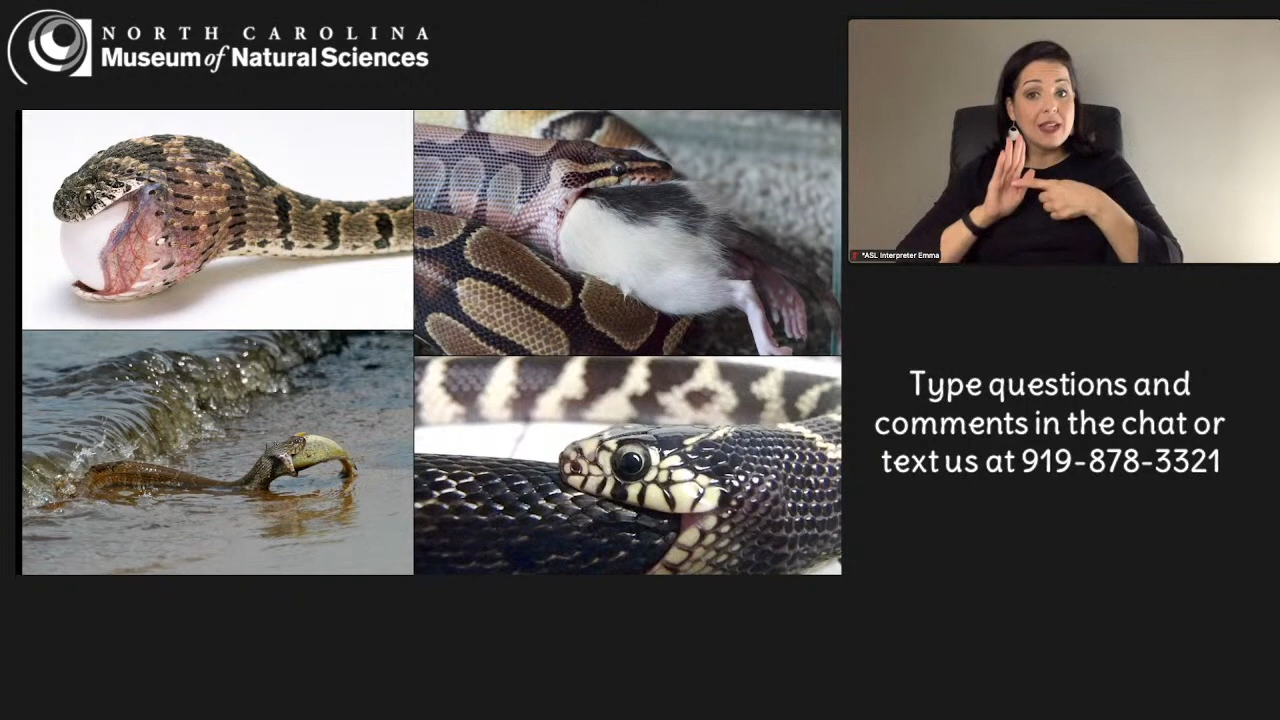 NORTH CAROLINA
Museum of Natural Sciences
*ASL Interpreter Emma
Type questions and
comments in the chat or
text us at 919-878-3321